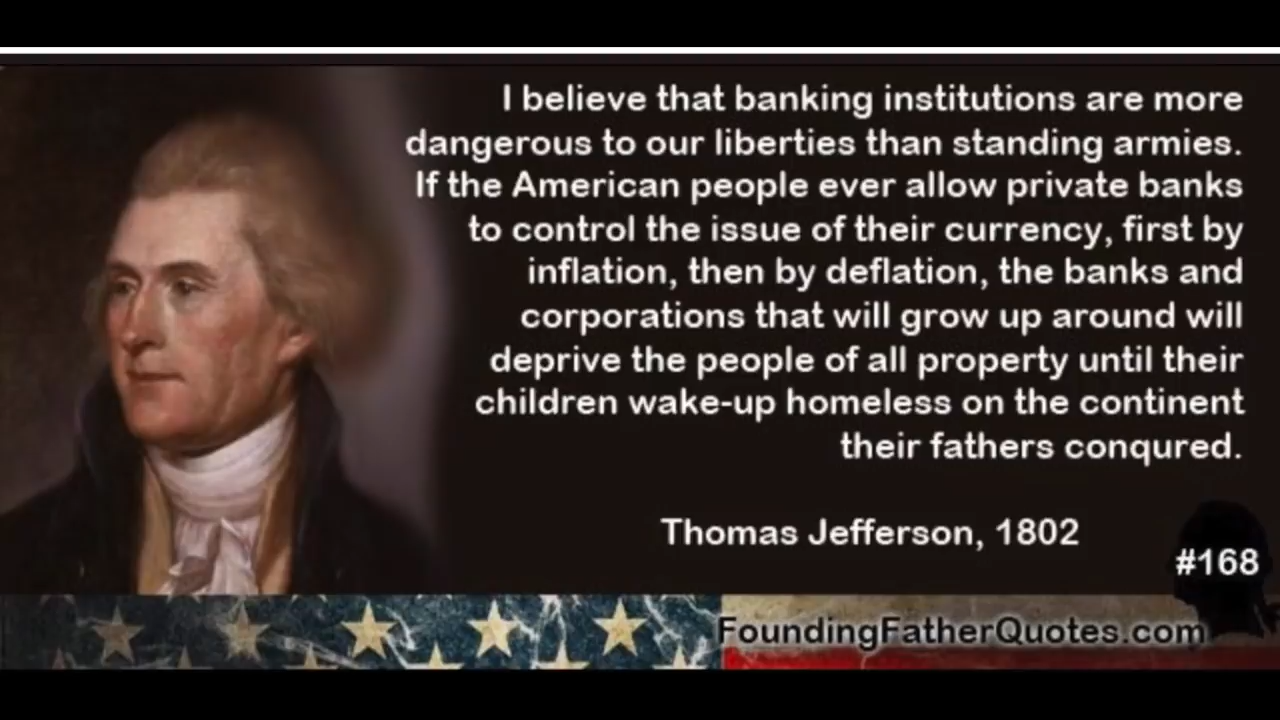 I believe that banking institutions are more
dangerous to our liberties than standing armies.
If the American people ever allow private banks
to control the issue of their currency, first by
inflation, then by deflation, the banks and
corporations that will grow up around will
deprive the people of all property until their
children wake-up homeless on the continent
their fathers conqured.
Thomas Jefferson, 1802
#168
FoundingFatherQuotes.com